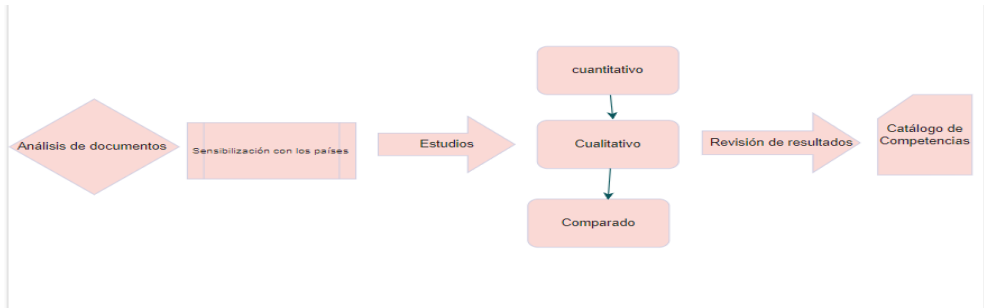 Análisis de documentos
Sensibilización con los países
Estudios
cuantitativo
Cualitativo
Comparado
Revisión de resultados
Catálogo de
Competencias